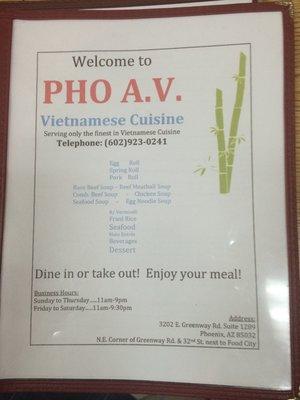 Welcome to
PHO A.V.
Vietnamese Cuisine
Serving only the finest in Vietnamese Cuisine
Telephone: (602)923-0241
Egg Roll
Spring Roll
Pork Roll
Rare Beef Soup - Beef Meatball Soup
Comb. Beef Soup - Chicken Soup
Seafood Soup - Egg Noodle Soup
Vermicelli
Fried Rice
Seafood
Main Entrée
Beverages
Dessert
Dine in or take out! Enjoy your meal!
Business Hours:
Sunday to Thursday.....11am-9pm
Friday to Saturday.....11am-9:30pm
Address:
3202 E. Greenway Rd. Suite 1289
Phoenix, AZ 85032
N.E. Corner of Greenway Rd. & 32nd St. next to Food City